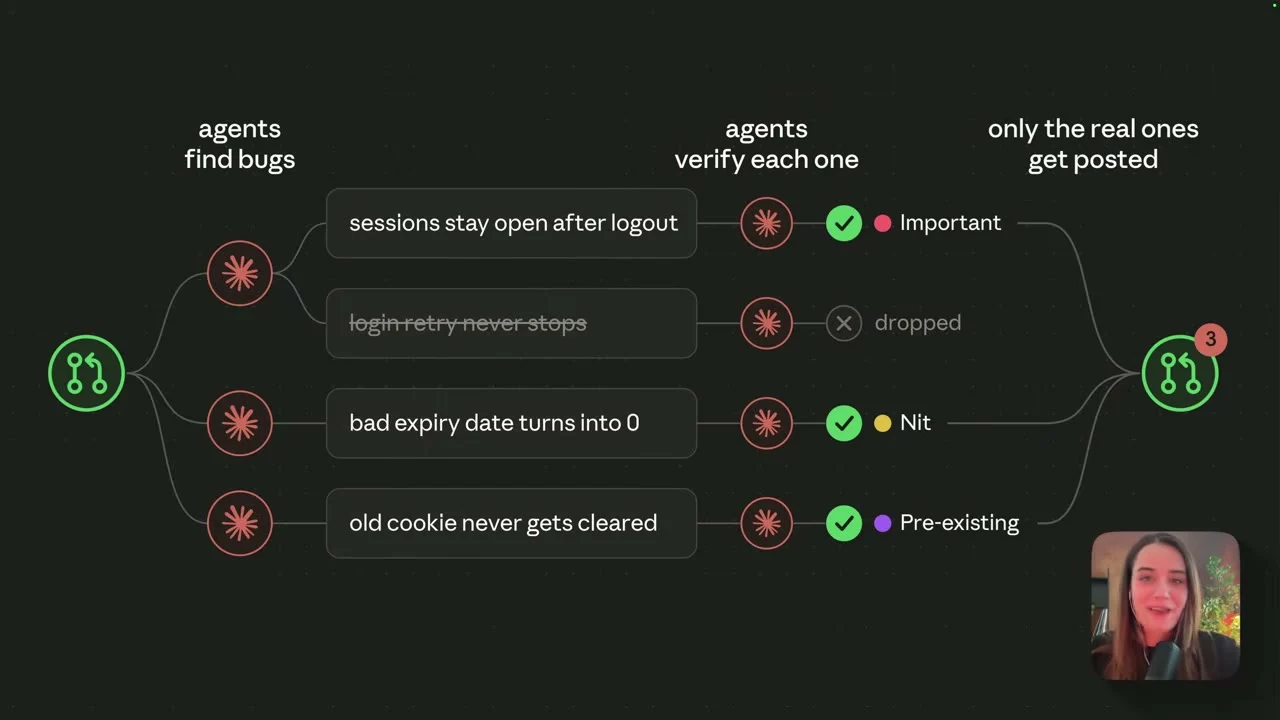 agents
find bugs
agents
verify each one
only the real ones
get posted
sessions stay open after logout
Important
login retry never stops
dropped
3
bad expiry date turns into 0
Nit
old cookie never gets cleared
Pre-existing